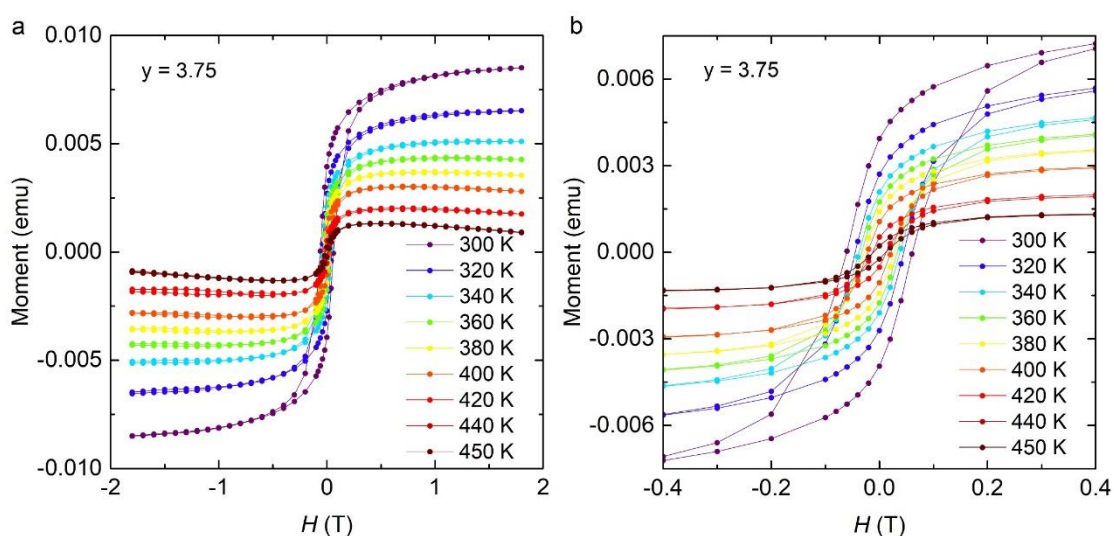 a
y = 3.75
Moment (emu)
0.010
0.005
0.000
-0.005
-0.010
300 K
320 K
340 K
360 K
380 K
400 K
420 K
440 K
450 K
-2 -1 0 1 2
H (T)
b
y = 3.75
Moment (emu)
0.006
0.003
0.000
-0.003
-0.006
300 K
320 K
340 K
360 K
380 K
400 K
420 K
440 K
450 K
-0.4 -0.2 0.0 0.2 0.4
H (T)